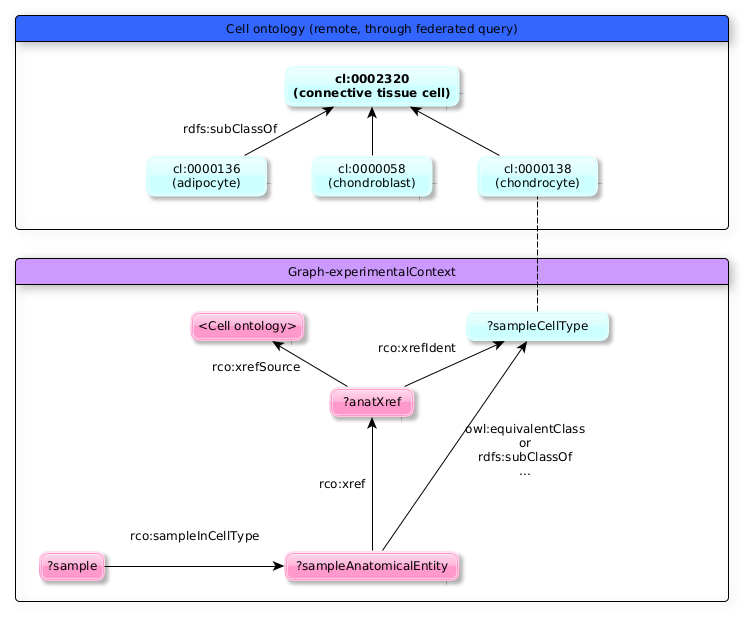 Cell ontology (remote, through federated query)
cl:0002320
(connective tissue cell)
rdfs:subClassOf
cl:0000136
(adipocyte)
cl:0000058
(chondroblast)
cl:0000138
(chondrocyte)
Graph-experimentalContext
<Cell ontology>
?sampleCellType
rco:xrefIdent
rco:xrefSource
?anatXref
owl:equivalentClass
or
rdfs:subClassOf
...
rco:xref
rco:sampleInCellType
?sample
?sampleAnatomicalEntity